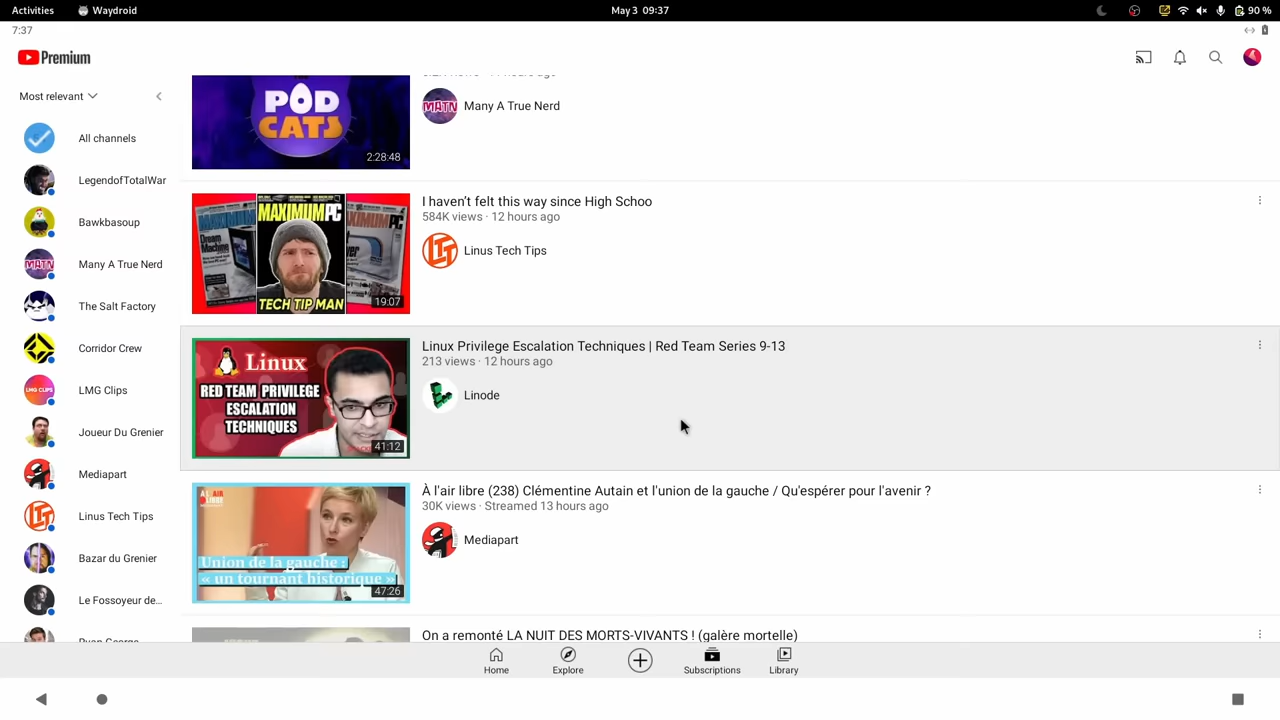 Activities
Waydroid
May 3 09:37
90 %
7:37
Premium
Most relevant
All channels
LegendofTotalWar
Bawkbasoup
Many A True Nerd
The Salt Factory
Corridor Crew
LMG Clips
Joueur Du Grenier
Mediapart
Linus Tech Tips
Bazar du Grenier
Le Fossoyeur de...
Ryan George
POD
CATS
2:28:48
MATN
Many A True Nerd
MAXIMUMPC
TECH TIP MAN
19:07
I haven't felt this way since High Schoo
584K views · 12 hours ago
Linus Tech Tips
Linux
RED TEAM PRIVILEGE
ESCALATION
TECHNIQUES
41:12
Linux Privilege Escalation Techniques | Red Team Series 9-13
213 views · 12 hours ago
Linode
À L'AIR
LIBRE
Union de la gauche :
« un tournant historique »
47:26
À l'air libre (238) Clémentine Autain et l'union de la gauche / Qu'espérer pour l'avenir ?
30K views · Streamed 13 hours ago
Mediapart
On a remonté LA NUIT DES MORTS-VIVANTS ! (galère mortelle)
Home
Explore
Subscriptions
Library